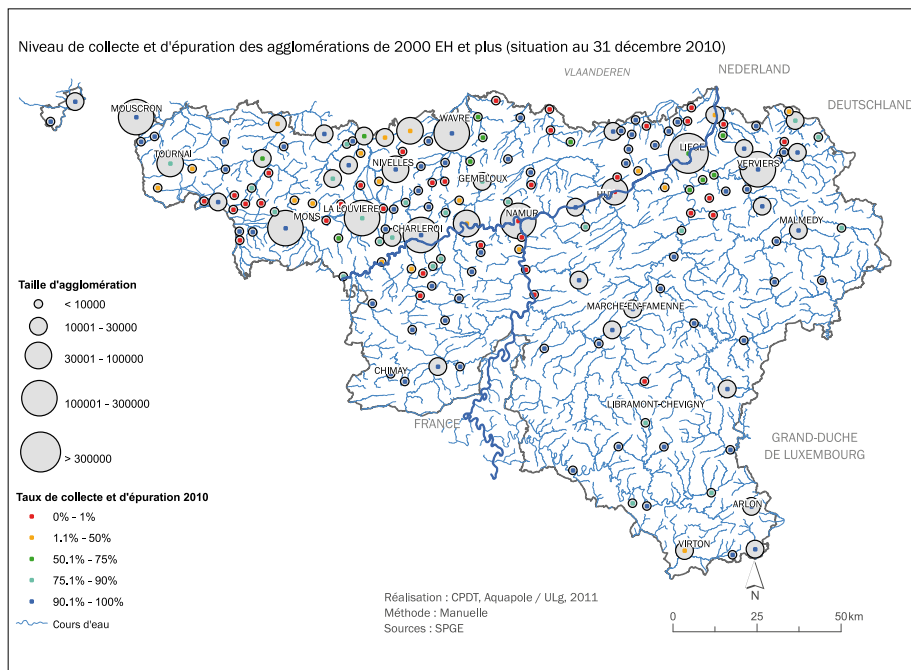 Niveau de collecte et d'épuration des agglomérations de 2000 EH et plus (situation au 31 décembre 2010)
NEDERLAND
VLAANDEREN
DEUTSCHLAND
MOUSCRON
WAVRE
TOURNAI
LIEGE
NIVELLES
VERVIERS
GEMBLOUX
HUY
LA LOUVIERE
NAMUR
MONS
CHARLEROI
MALMEDY
Taille d'agglomération
< 10000
10001 - 30000
30001 - 100000
100001 - 300000
> 300000
MARCHE-EN-FAMENNE
CHIMAY
LIBRAMONT-CHEVIGNY
FRANCE
GRAND-DUCHE
DE LUXEMBOURG
Taux de collecte et d'épuration 2010
0% - 1%
1.1% - 50%
50.1% - 75%
75.1% - 90%
90.1% - 100%
Cours d'eau
ARLON
VIRTON
N
Réalisation : CPDT, Aquapole / ULg, 2011
Méthode : Manuelle
Sources : SPGE
0 25 50 km